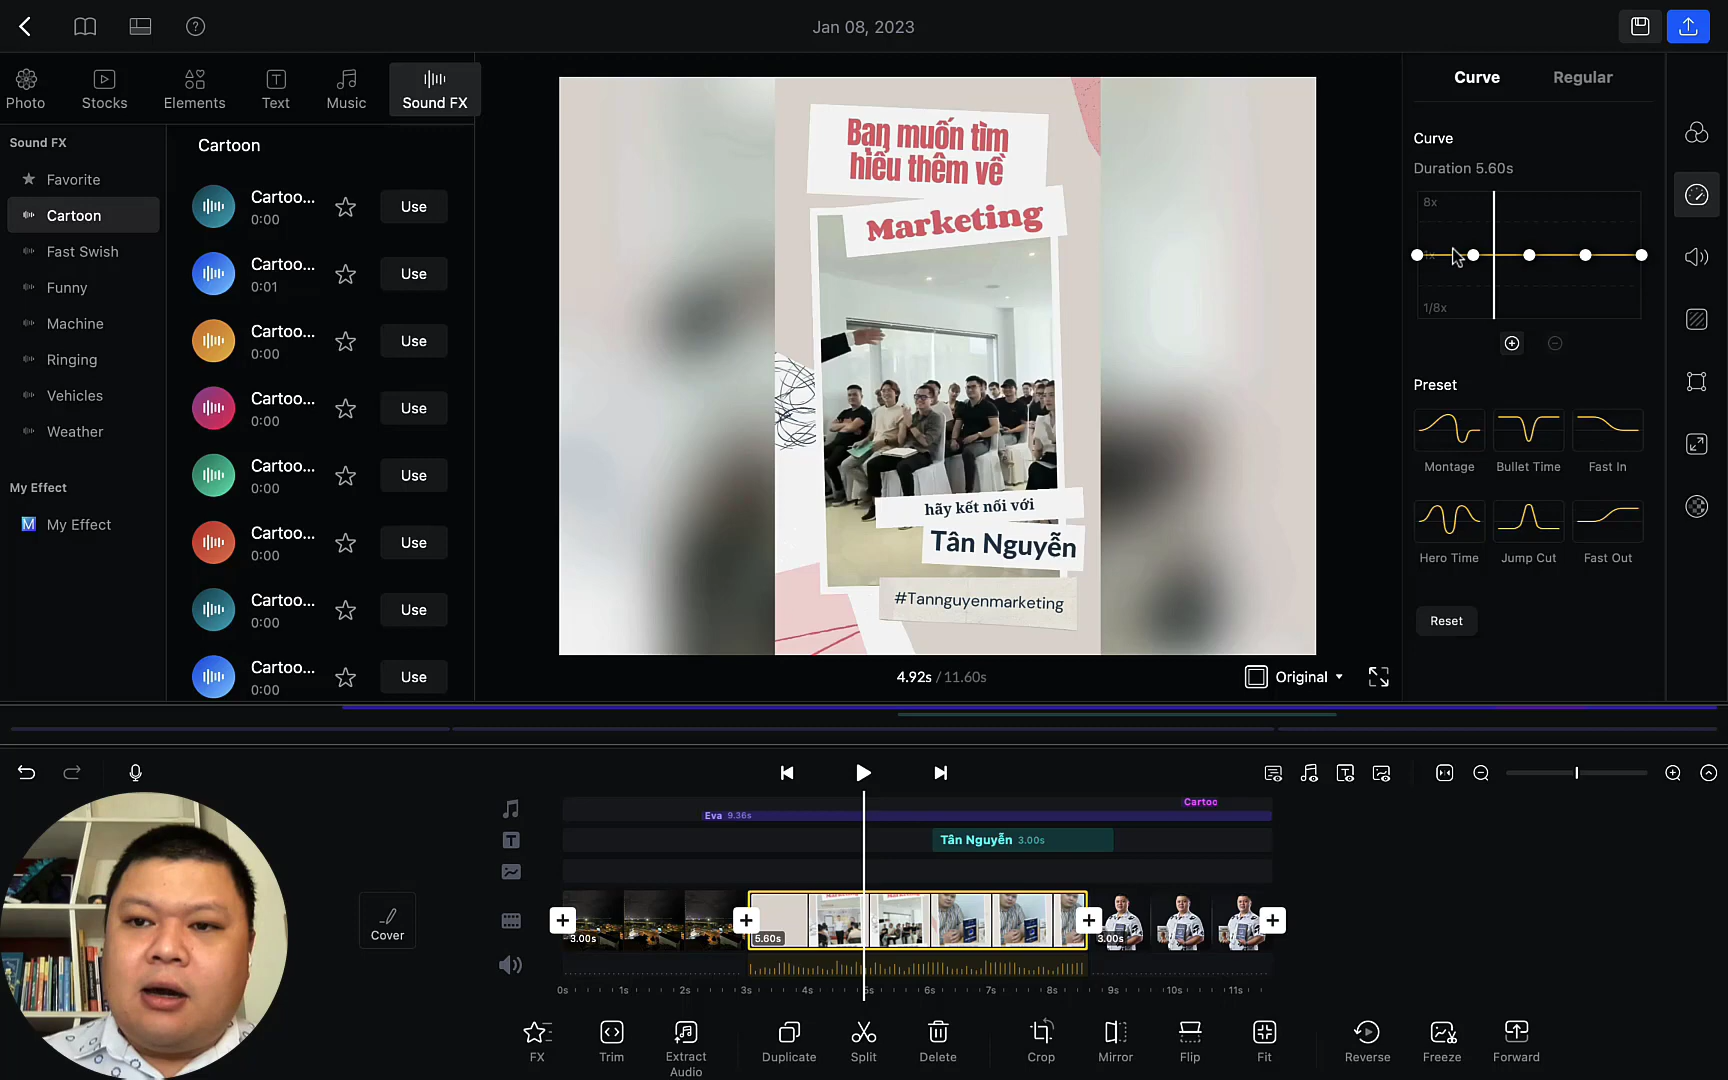 Jan 08, 2023
Photo
Stocks
Elements
Text
Music
Sound FX
Sound FX
Favorite
Cartoon
Fast Swish
Funny
Machine
Ringing
Vehicles
Weather
My Effect
My Effect
Cartoon
Cartoo...
0:00
Use
Cartoo...
0:01
Use
Cartoo...
0:00
Use
Cartoo...
0:00
Use
Cartoo...
0:00
Use
Cartoo...
0:00
Use
Cartoo...
0:00
Use
Cartoo...
0:00
Use
Bạn muốn tìm
hiểu thêm về
Marketing
hãy kết nối với
Tân Nguyễn
#Tannguyenmarketing
4.92s / 11.60s
Original
Curve
Regular
Curve
Duration 5.60s
8x
1x
1/8x
Preset
Montage
Bullet Time
Fast In
Hero Time
Jump Cut
Fast Out
Reset
Cartoo
Eva 9.36s
Tân Nguyễn 3.00s
Cover
3.00s
5.60s
3.00s
0s 1s 2s 3s 4s 5s 6s 7s 8s 9s 10s 11s
FX
Trim
Extract
Audio
Duplicate
Split
Delete
Crop
Mirror
Flip
Fit
Reverse
Freeze
Forward